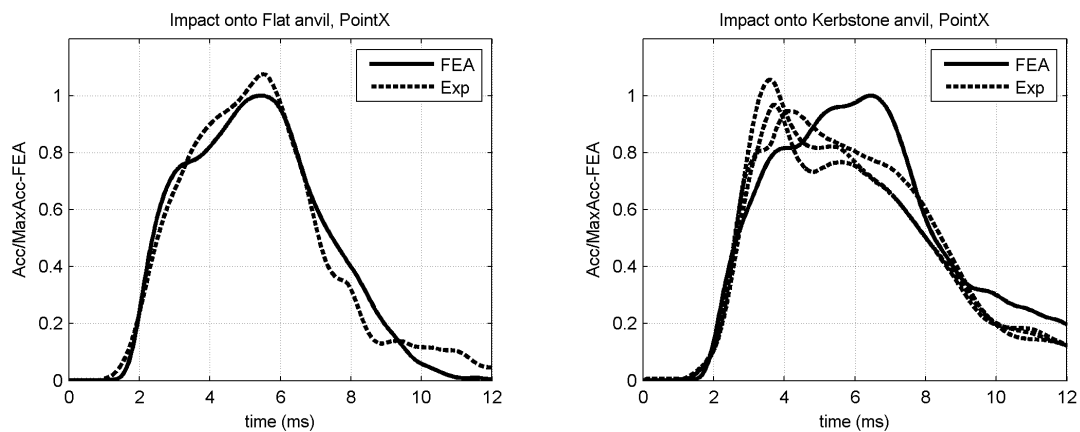 Impact onto Flat anvil, PointX
Acc/MaxAcc-FEA
1
0.8
0.6
0.4
0.2
0
FEA
Exp
0 2 4 6 8 10 12
time (ms)
Impact onto Kerbstone anvil, PointX
Acc/MaxAcc-FEA
1
0.8
0.6
0.4
0.2
0
FEA
Exp
0 2 4 6 8 10 12
time (ms)